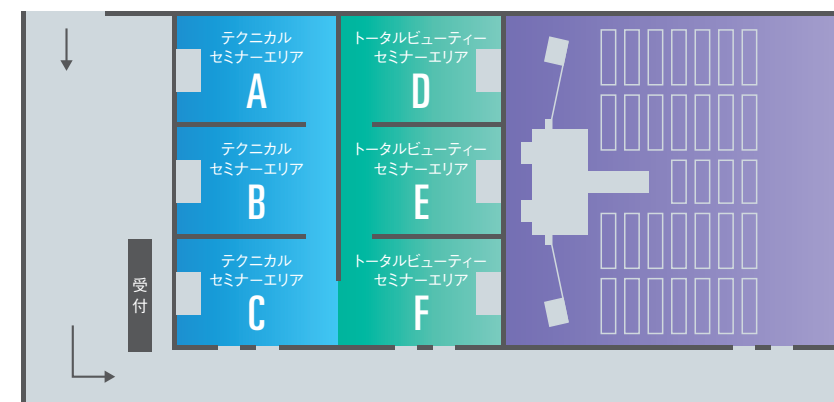 テクニカル
セミナーエリア
A
トータルビューティー
セミナーエリア
D
テクニカル
セミナーエリア
B
トータルビューティー
セミナーエリア
E
テクニカル
セミナーエリア
C
トータルビューティー
セミナーエリア
F
受付